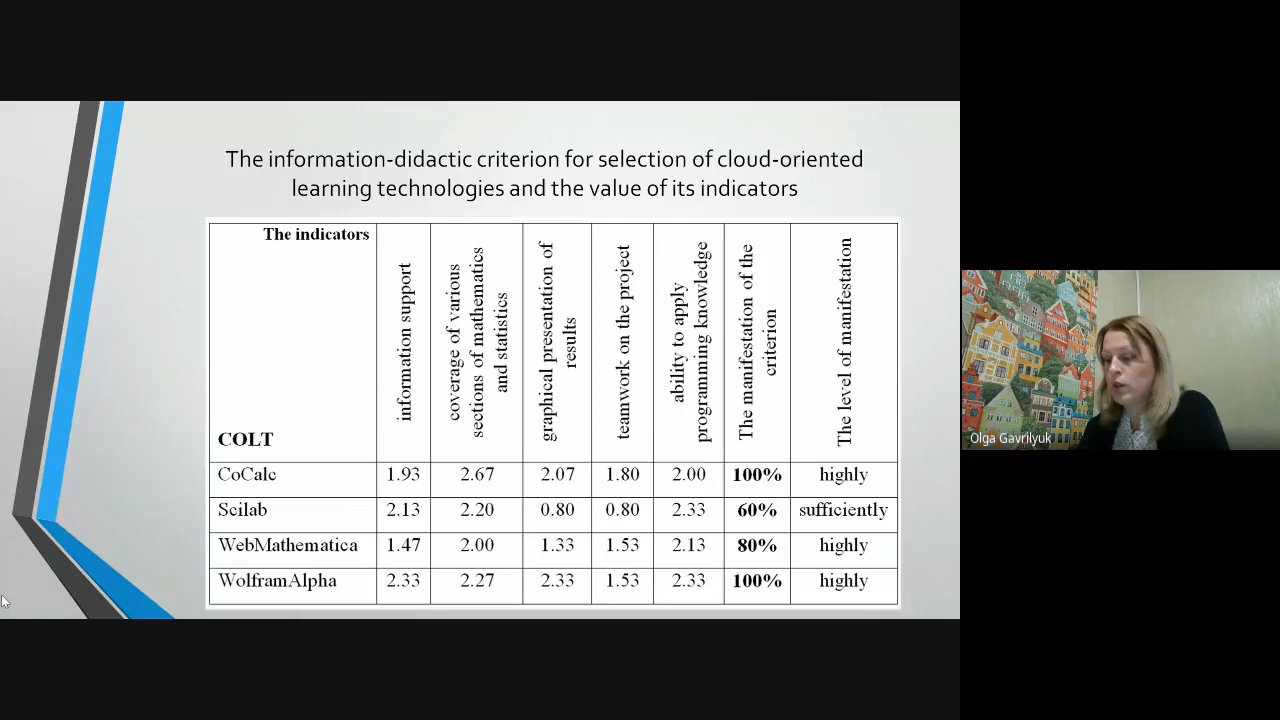 The information-didactic criterion for selection of cloud-oriented
learning technologies and the value of its indicators
The indicators
COLT
information support
coverage of various
sections of mathematics
and statistics
graphical presentation of
results
teamwork on the project
ability to apply
programming knowledge
The manifestation of the
criterion
The level of manifestation
CoCalc 1.93 2.67 2.07 1.80 2.00 100% highly
Scilab 2.13 2.20 0.80 0.80 2.33 60% sufficiently
WebMathematica 1.47 2.00 1.33 1.53 2.13 80% highly
WolframAlpha 2.33 2.27 2.33 1.53 2.33 100% highly
Olga Gavrilyuk